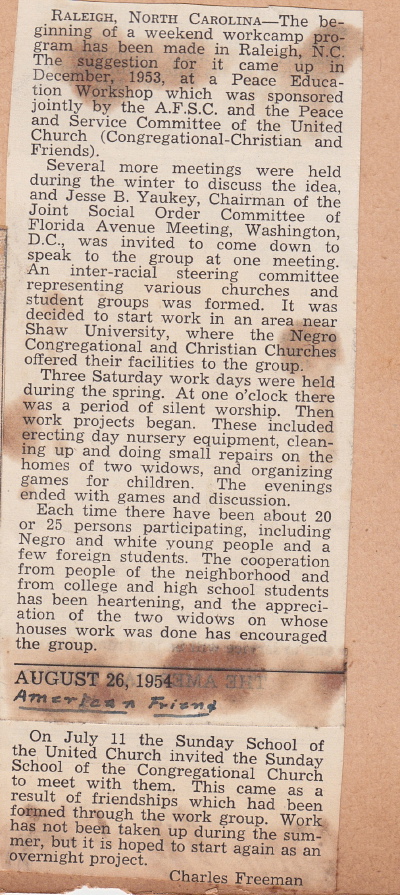 RALEIGH, NORTH CAROLINA—The be-
ginning of a weekend workcamp pro-
gram has been made in Raleigh, N.C.
The suggestion for it came up in
December, 1953, at a Peace Educa-
tion Workshop which was sponsored
jointly by the A.F.S.C. and the Peace
and Service Committee of the United
Church (Congregational-Christian and
Friends).
Several more meetings were held
during the winter to discuss the idea,
and Jesse B. Yaukey, Chairman of the
Joint Social Order Committee of
Florida Avenue Meeting, Washington,
D.C., was invited to come down to
speak to the group at one meeting.
An inter-racial steering committee
representing various churches and
student groups was formed. It was
decided to start work in an area near
Shaw University, where the Negro
Congregational and Christian Churches
offered their facilities to the group.
Three Saturday work days were held
during the spring. At one o'clock there
was a period of silent worship. Then
work projects began. These included
erecting day nursery equipment, clean-
ing up and doing small repairs on the
homes of two widows, and organizing
games for children. The evenings
ended with games and discussion.
Each time there have been about 20
or 25 persons participating, including
Negro and white young people and a
few foreign students. The cooperation
from people of the neighborhood and
from college and high school students
has been heartening, and the appreci-
ation of the two widows on whose
houses work was done has encouraged
the group.
AUGUST 26, 1954
American Friend
On July 11 the Sunday School of
the United Church invited the Sunday
School of the Congregational Church
to meet with them. This came as a
result of friendships which had been
formed through the work group. Work
has not been taken up during the sum-
mer, but it is hoped to start again as an
overnight project.
Charles Freeman